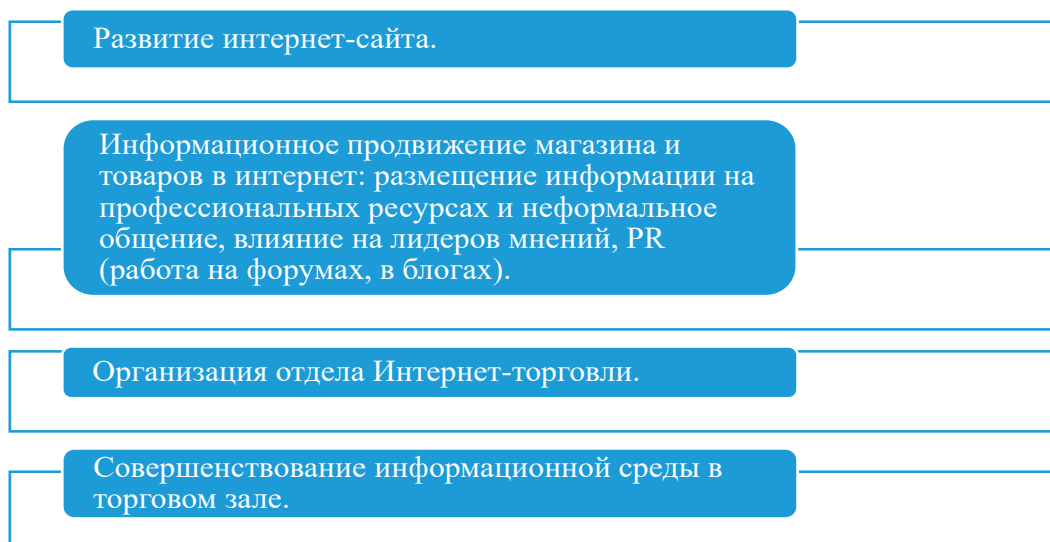 Развитие интернет-сайта.
Информационное продвижение магазина и
товаров в интернет: размещение информации на
профессиональных ресурсах и неформальное
общение, влияние на лидеров мнений, PR
(работа на форумах, в блогах).
Организация отдела Интернет-торговли.
Совершенствование информационной среды в
торговом зале.